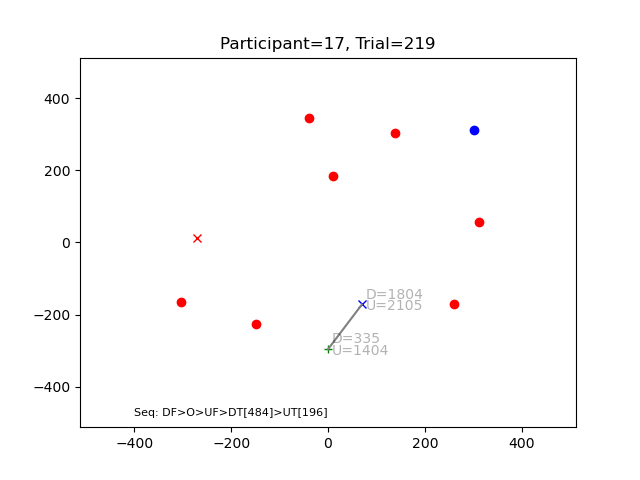 Participant=17, Trial=219
400
200
0
−200
−400
D=1804
U=2105
D=335
U=1404
Seq: DF>O>UF>DT[484]>UT[196]
−400
−200
0
200
400